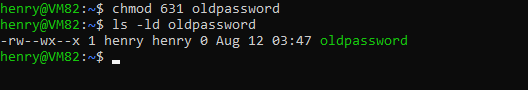 henry@VM82:~$ chmod 631 oldpassword
henry@VM82:~$ ls -ld oldpassword
-rw--wx--x 1 henry henry 0 Aug 12 03:47 oldpassword
henry@VM82:~$